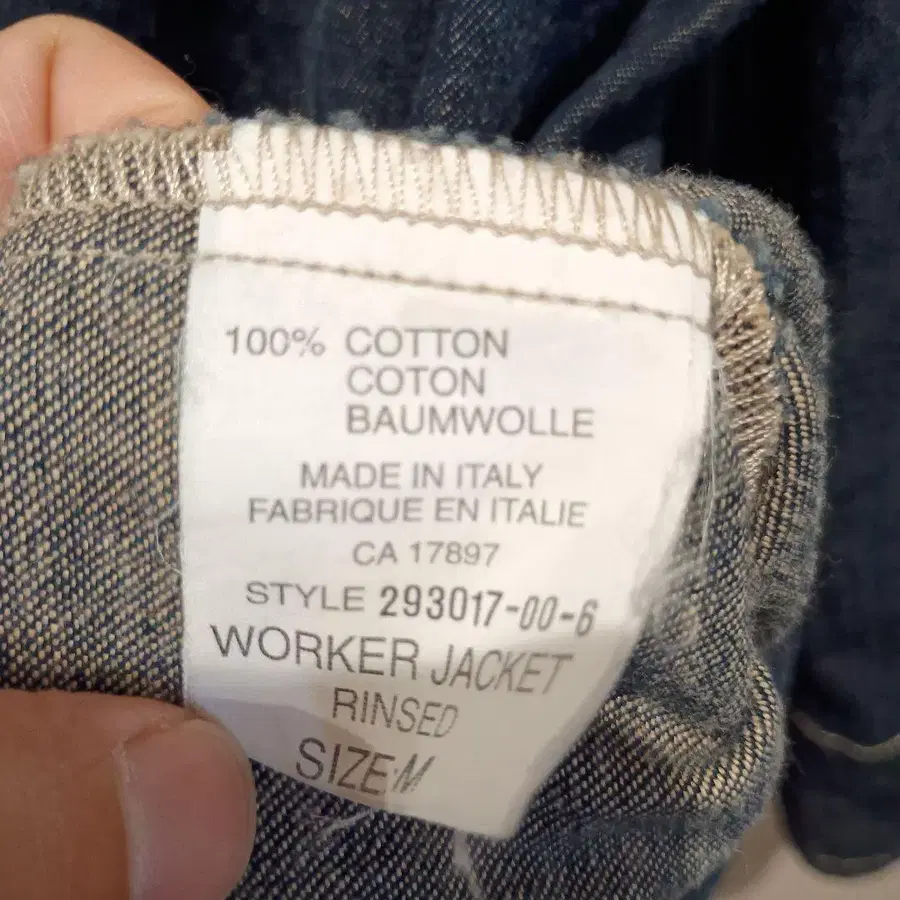 100% COTTON
COTON
BAUMWOLLE
MADE IN ITALY
FABRIQUE EN ITALIE
CA 17897
STYLE 293017-00-6
WORKER JACKET
RINSED
SIZE-M